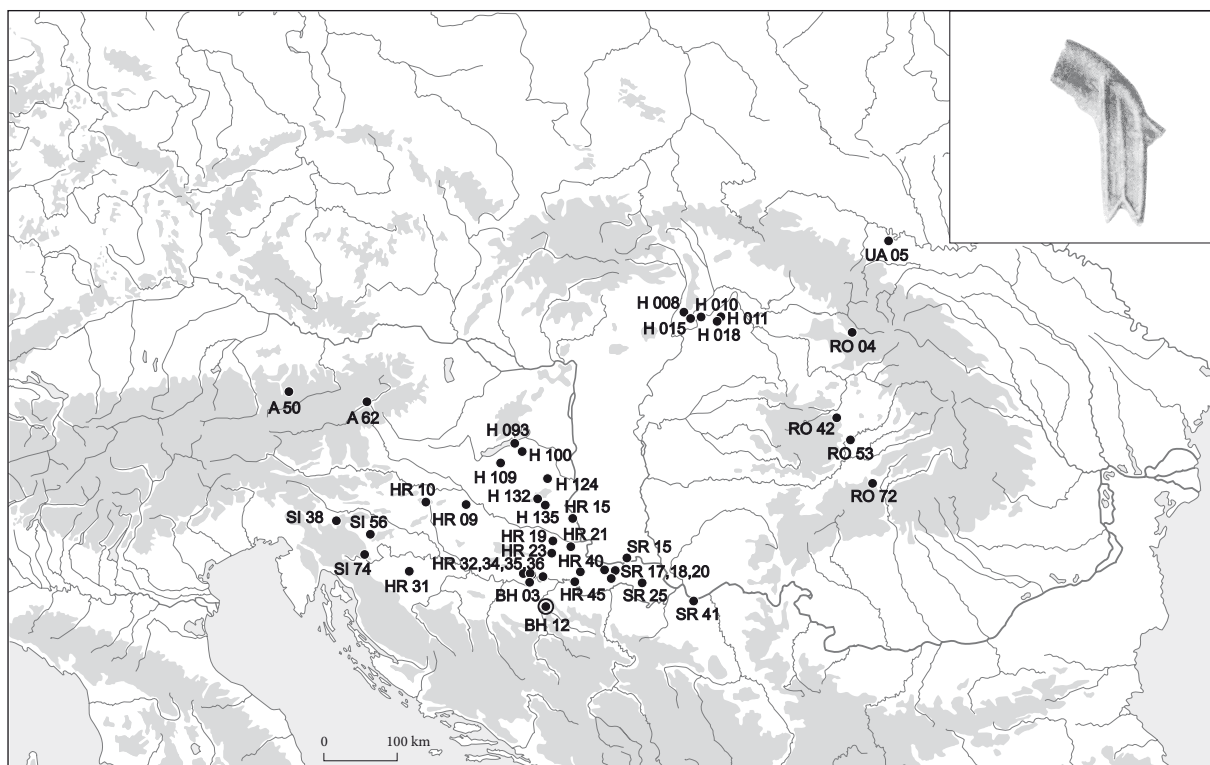 UA 05
H 008
H 010
H 015
H 011
H 018
RO 04
A 50
A 62
RO 42
H 093
RO 53
H 100
H 109
H 124
RO 72
HR 10
H 132
HR 09
HR 15
H 135
SI 38
SI 56
HR 19
HR 21
SR 15
HR 23
SI 74
HR 32,34,35,36
HR 40
SR 17,18,20
HR 31
BH 03
HR 45
SR 25
SR 41
BH 12
0
100 km